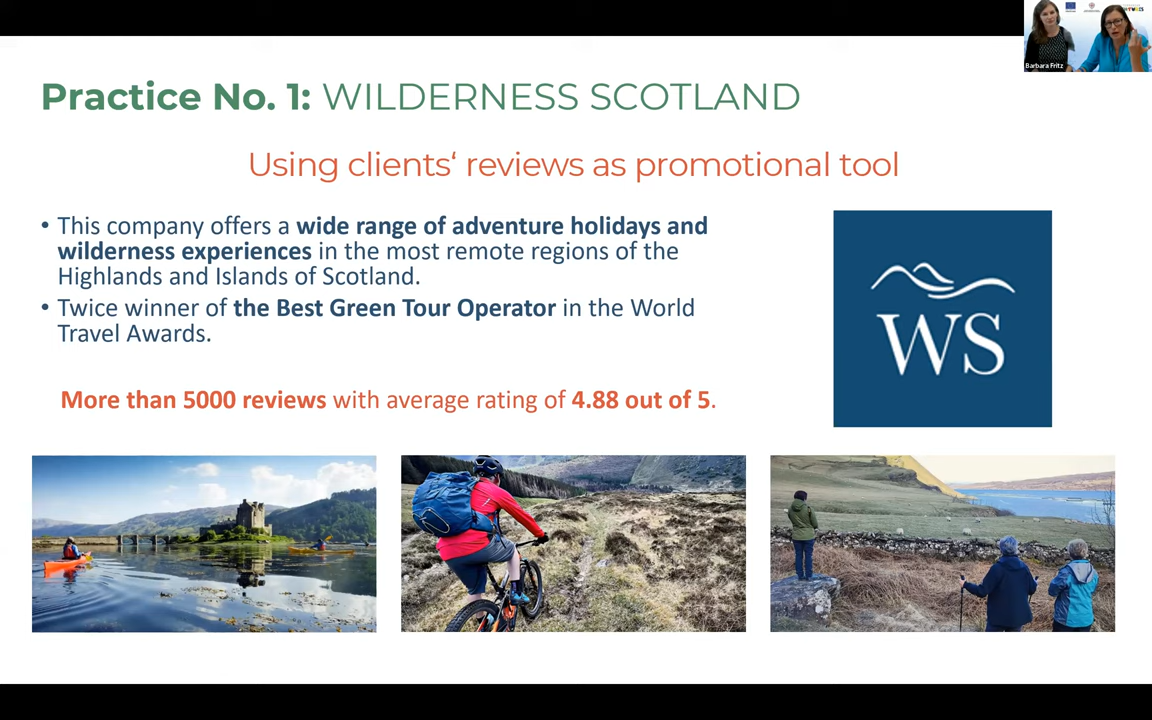 Practice No. 1: WILDERNESS SCOTLAND
Using clients‘ reviews as promotional tool
• This company offers a wide range of adventure holidays and
wilderness experiences in the most remote regions of the
Highlands and Islands of Scotland.
• Twice winner of the Best Green Tour Operator in the World
Travel Awards.
More than 5000 reviews with average rating of 4.88 out of 5.
WS
Barbara Fritz